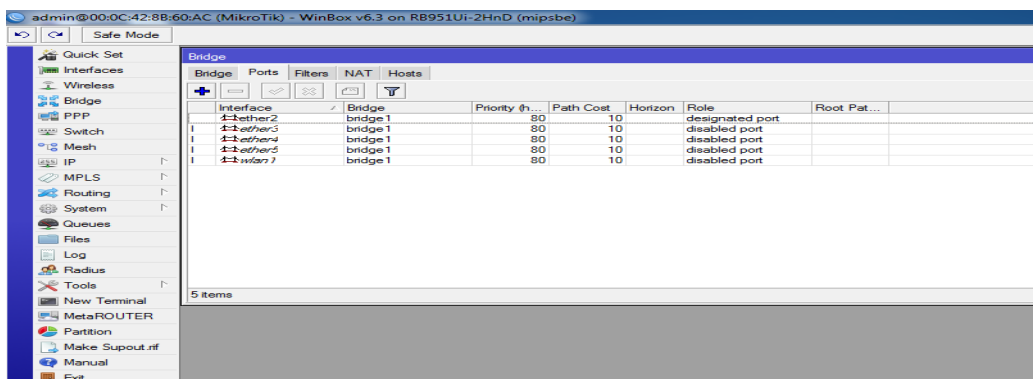 admin@00:0C:42:8B:60:AC (MikroTik) - WinBox v6.3 on RB951Ui-2HnD (mipsbe)
Safe Mode
Quick Set
Interfaces
Wireless
Bridge
PPP
Switch
Mesh
IP
MPLS
Routing
System
Queues
Files
Log
Radius
Tools
New Terminal
MetaROUTER
Partition
Make Supout.rif
Manual
Exit
Bridge
Bridge Ports Filters NAT Hosts
Interface Bridge Priority (h... Path Cost Horizon Role Root Pat...
ether2 bridge1 80 10 designated port
I ether3 bridge1 80 10 disabled port
I ether4 bridge1 80 10 disabled port
I ether5 bridge1 80 10 disabled port
I wlan1 bridge1 80 10 disabled port
5 items